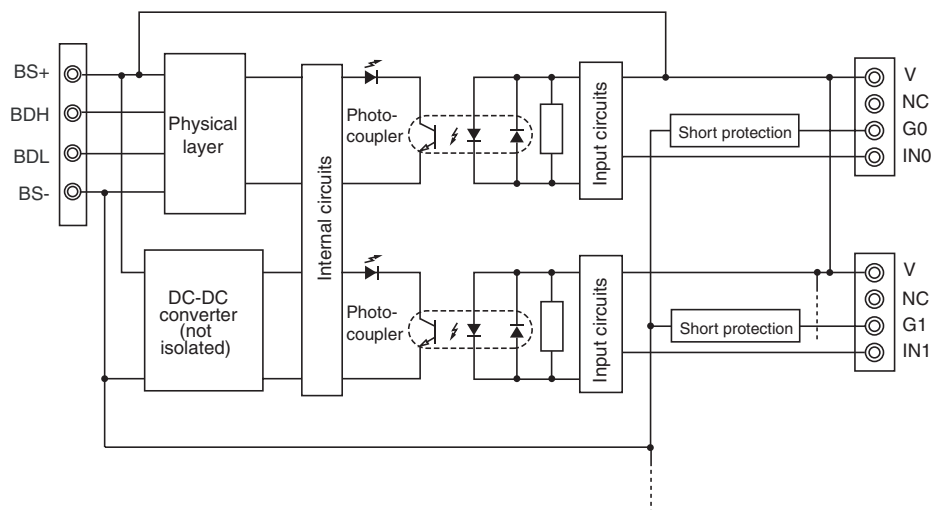 BS+
BDH
BDL
BS-
Physical
layer
DC-DC
converter
(not
isolated)
Internal circuits
Photo-
coupler
Input circuits
Short protection
V
NC
G0
IN0
Photo-
coupler
Input circuits
Short protection
V
NC
G1
IN1